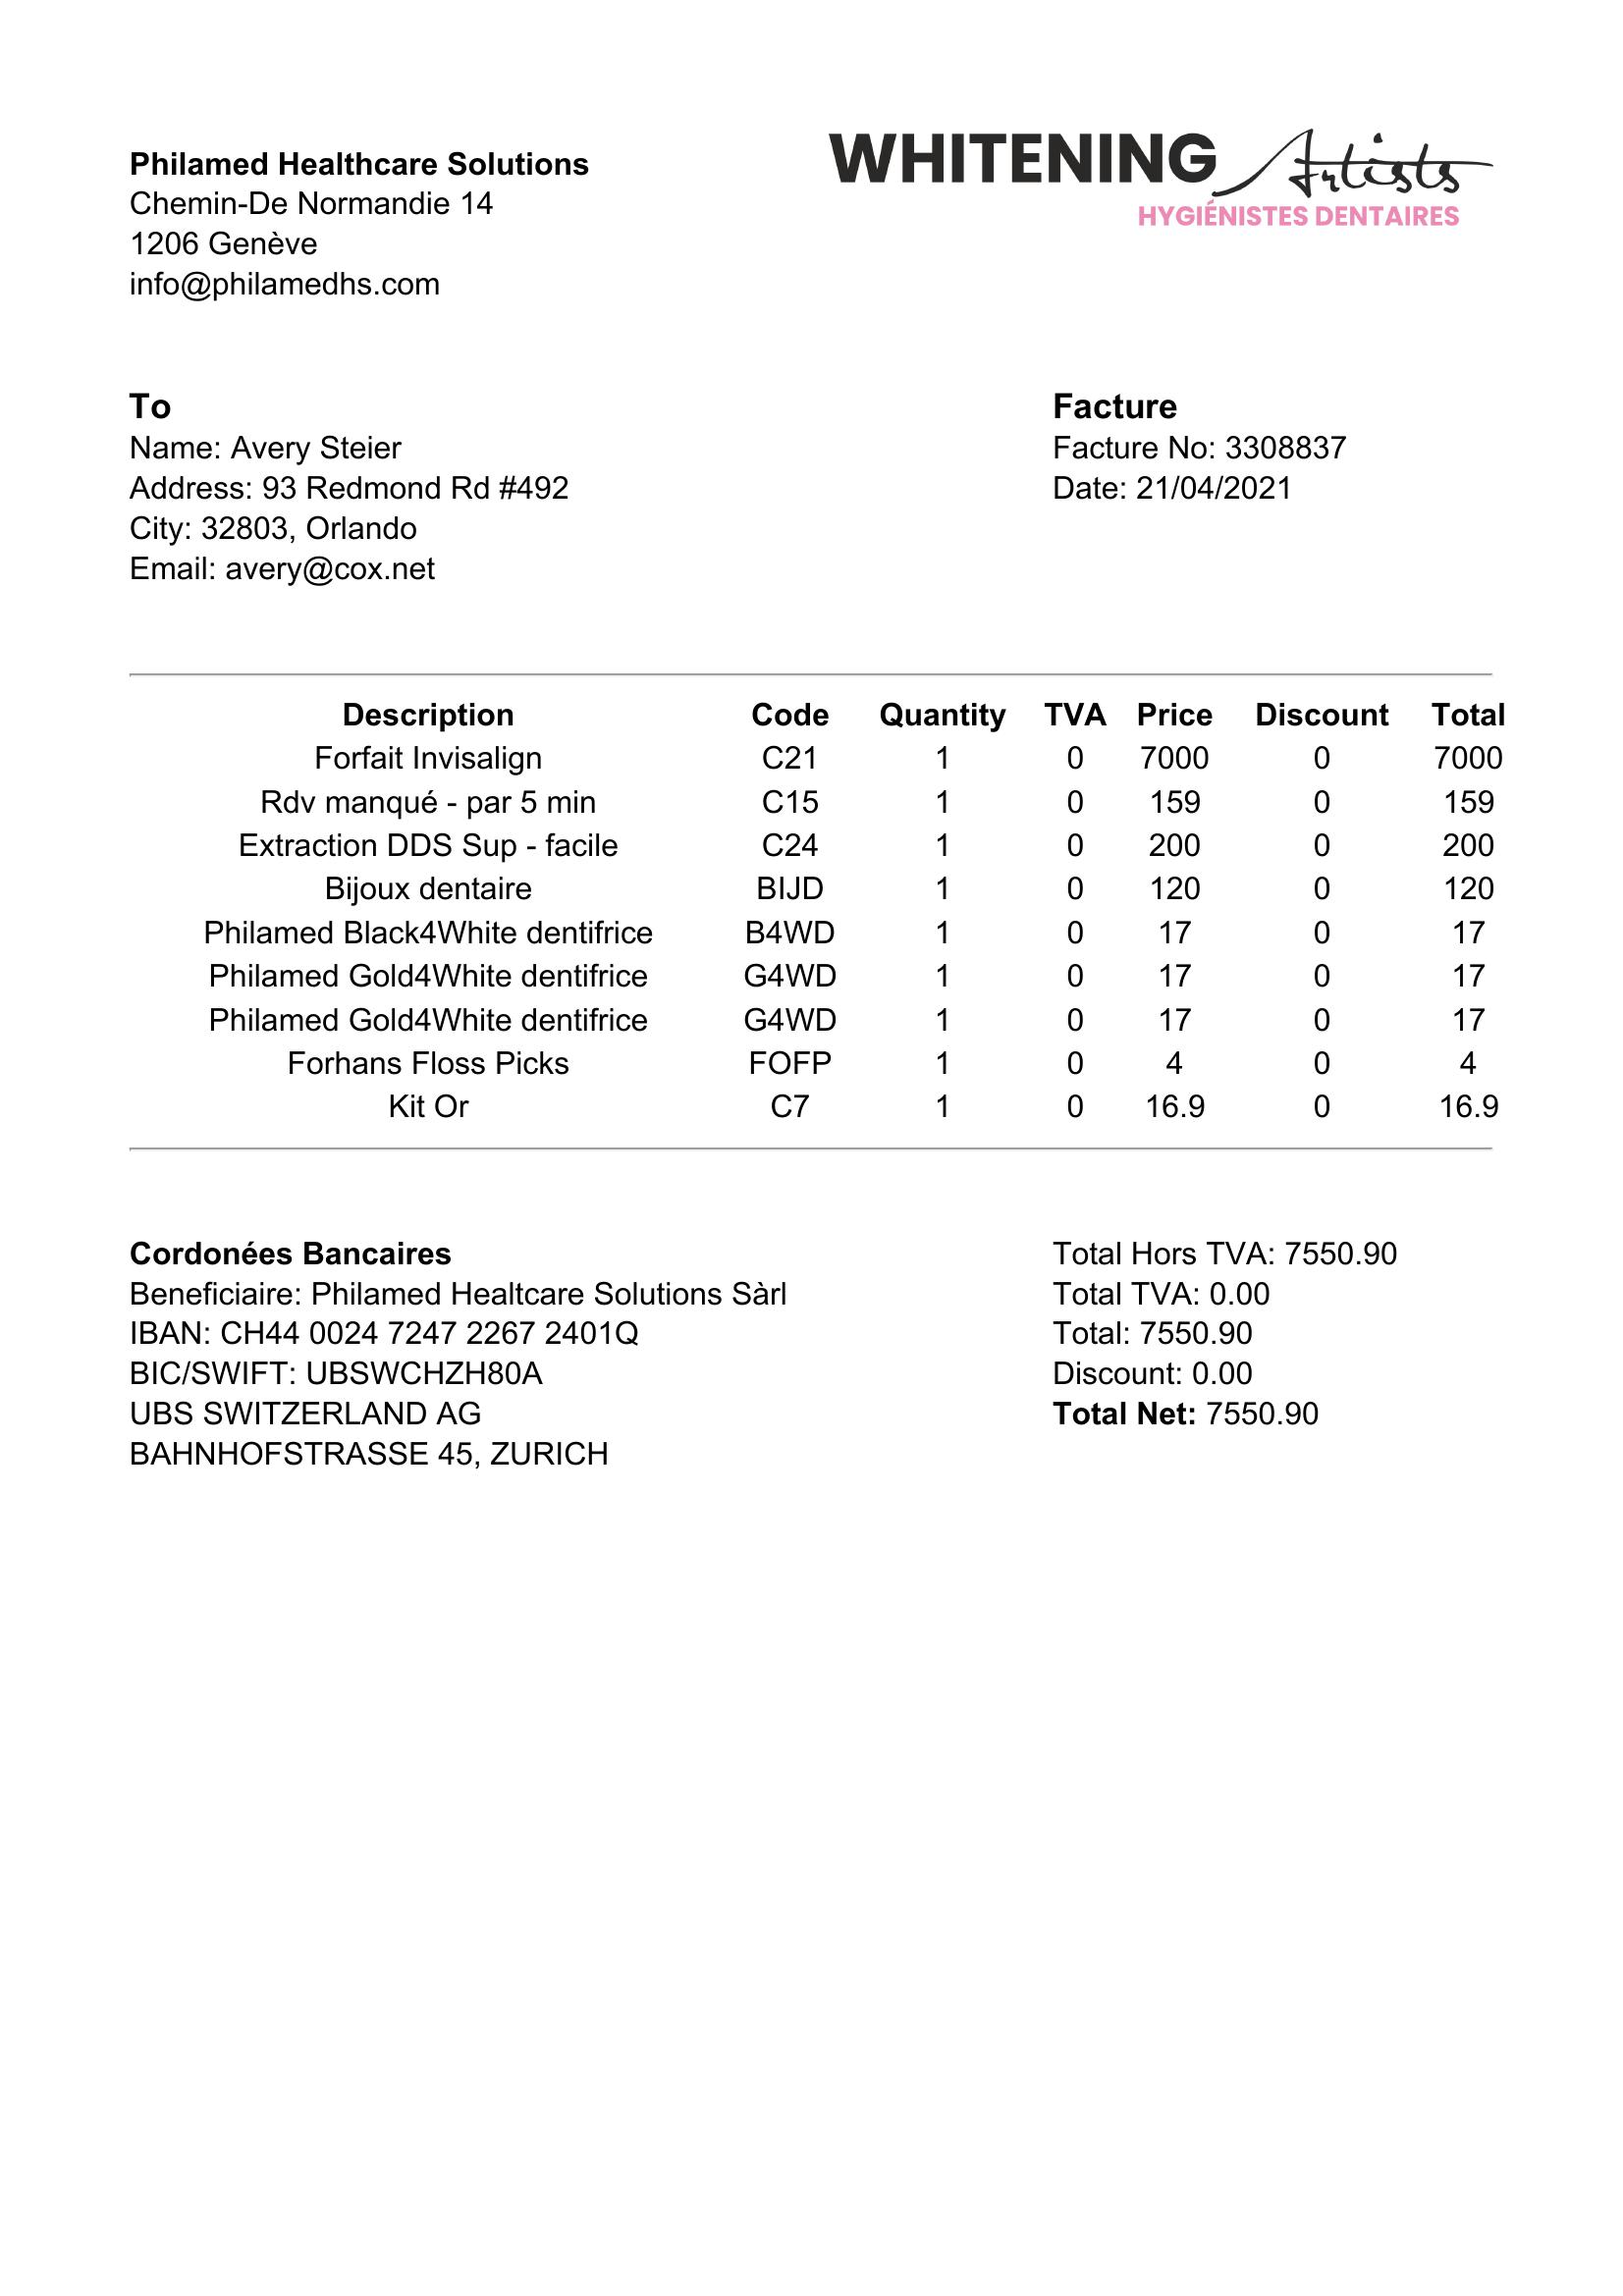 Philamed Healthcare Solutions
Chemin-De Normandie 14
1206 Genève
info@philamedhs.com
WHITENING Artists
HYGIÉNISTES DENTAIRES
To
Name: Avery Steier
Address: 93 Redmond Rd #492
City: 32803, Orlando
Email: avery@cox.net
Facture
Facture No: 3308837
Date: 21/04/2021
Description Code Quantity TVA Price Discount Total
Forfait Invisalign C21 1 0 7000 0 7000
Rdv manqué - par 5 min C15 1 0 159 0 159
Extraction DDS Sup - facile C24 1 0 200 0 200
Bijoux dentaire BIJD 1 0 120 0 120
Philamed Black4White dentifrice B4WD 1 0 17 0 17
Philamed Gold4White dentifrice G4WD 1 0 17 0 17
Philamed Gold4White dentifrice G4WD 1 0 17 0 17
Forhans Floss Picks FOFP 1 0 4 0 4
Kit Or C7 1 0 16.9 0 16.9
Cordonées Bancaires
Beneficiaire: Philamed Healtcare Solutions Sàrl
IBAN: CH44 0024 7247 2267 2401Q
BIC/SWIFT: UBSWCHZH80A
UBS SWITZERLAND AG
BAHNHOFSTRASSE 45, ZURICH
Total Hors TVA: 7550.90
Total TVA: 0.00
Total: 7550.90
Discount: 0.00
Total Net: 7550.90